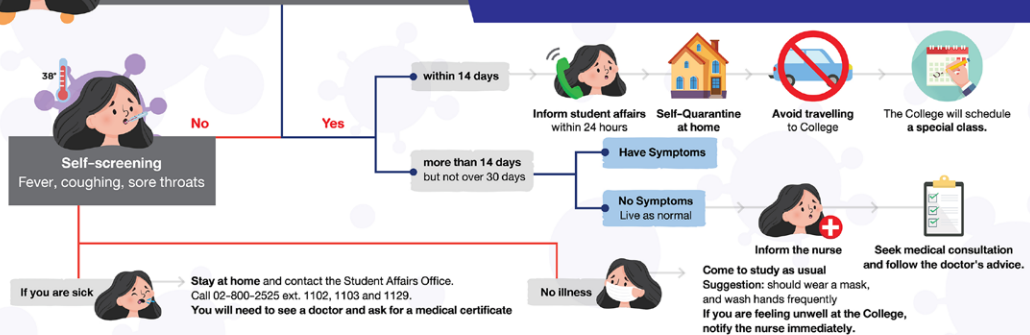 38°
No
Yes
Self-screening
Fever, coughing, sore throats
within 14 days
Inform student affairs
within 24 hours
Self-Quarantine
at home
Avoid travelling
to College
The College will schedule
a special class.
more than 14 days
but not over 30 days
Have Symptoms
No Symptoms
Live as normal
Inform the nurse
Seek medical consultation
and follow the doctor's advice.
If you are sick
Stay at home and contact the Student Affairs Office.
Call 02-800-2525 ext. 1102, 1103 and 1129.
You will need to see a doctor and ask for a medical certificate
No illness
Come to study as usual
Suggestion: should wear a mask,
and wash hands frequently
If you are feeling unwell at the College,
notify the nurse immediately.